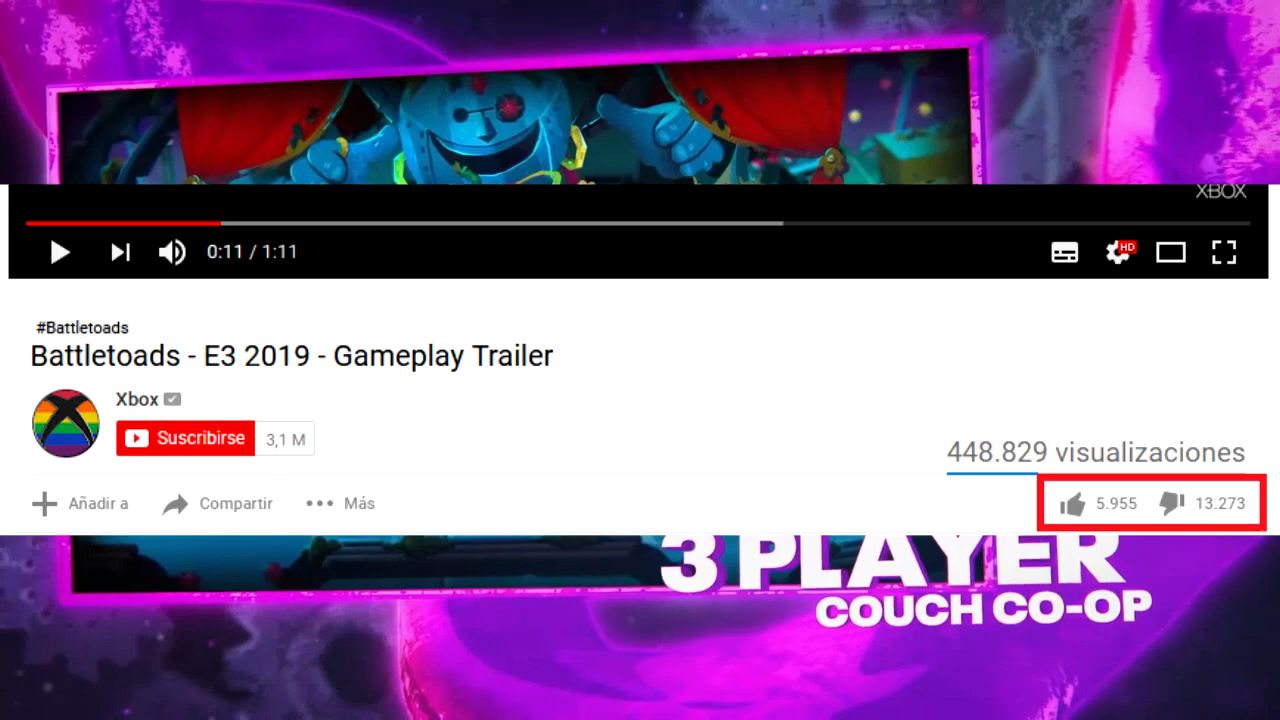 XBOX
0:11 / 1:11
HD
#Battletoads
Battletoads - E3 2019 - Gameplay Trailer
Xbox
Suscribirse 3,1 M
448.829 visualizaciones
Añadir a Compartir Más 5.955 13.273
3 PLAYER
COUCH CO-OP